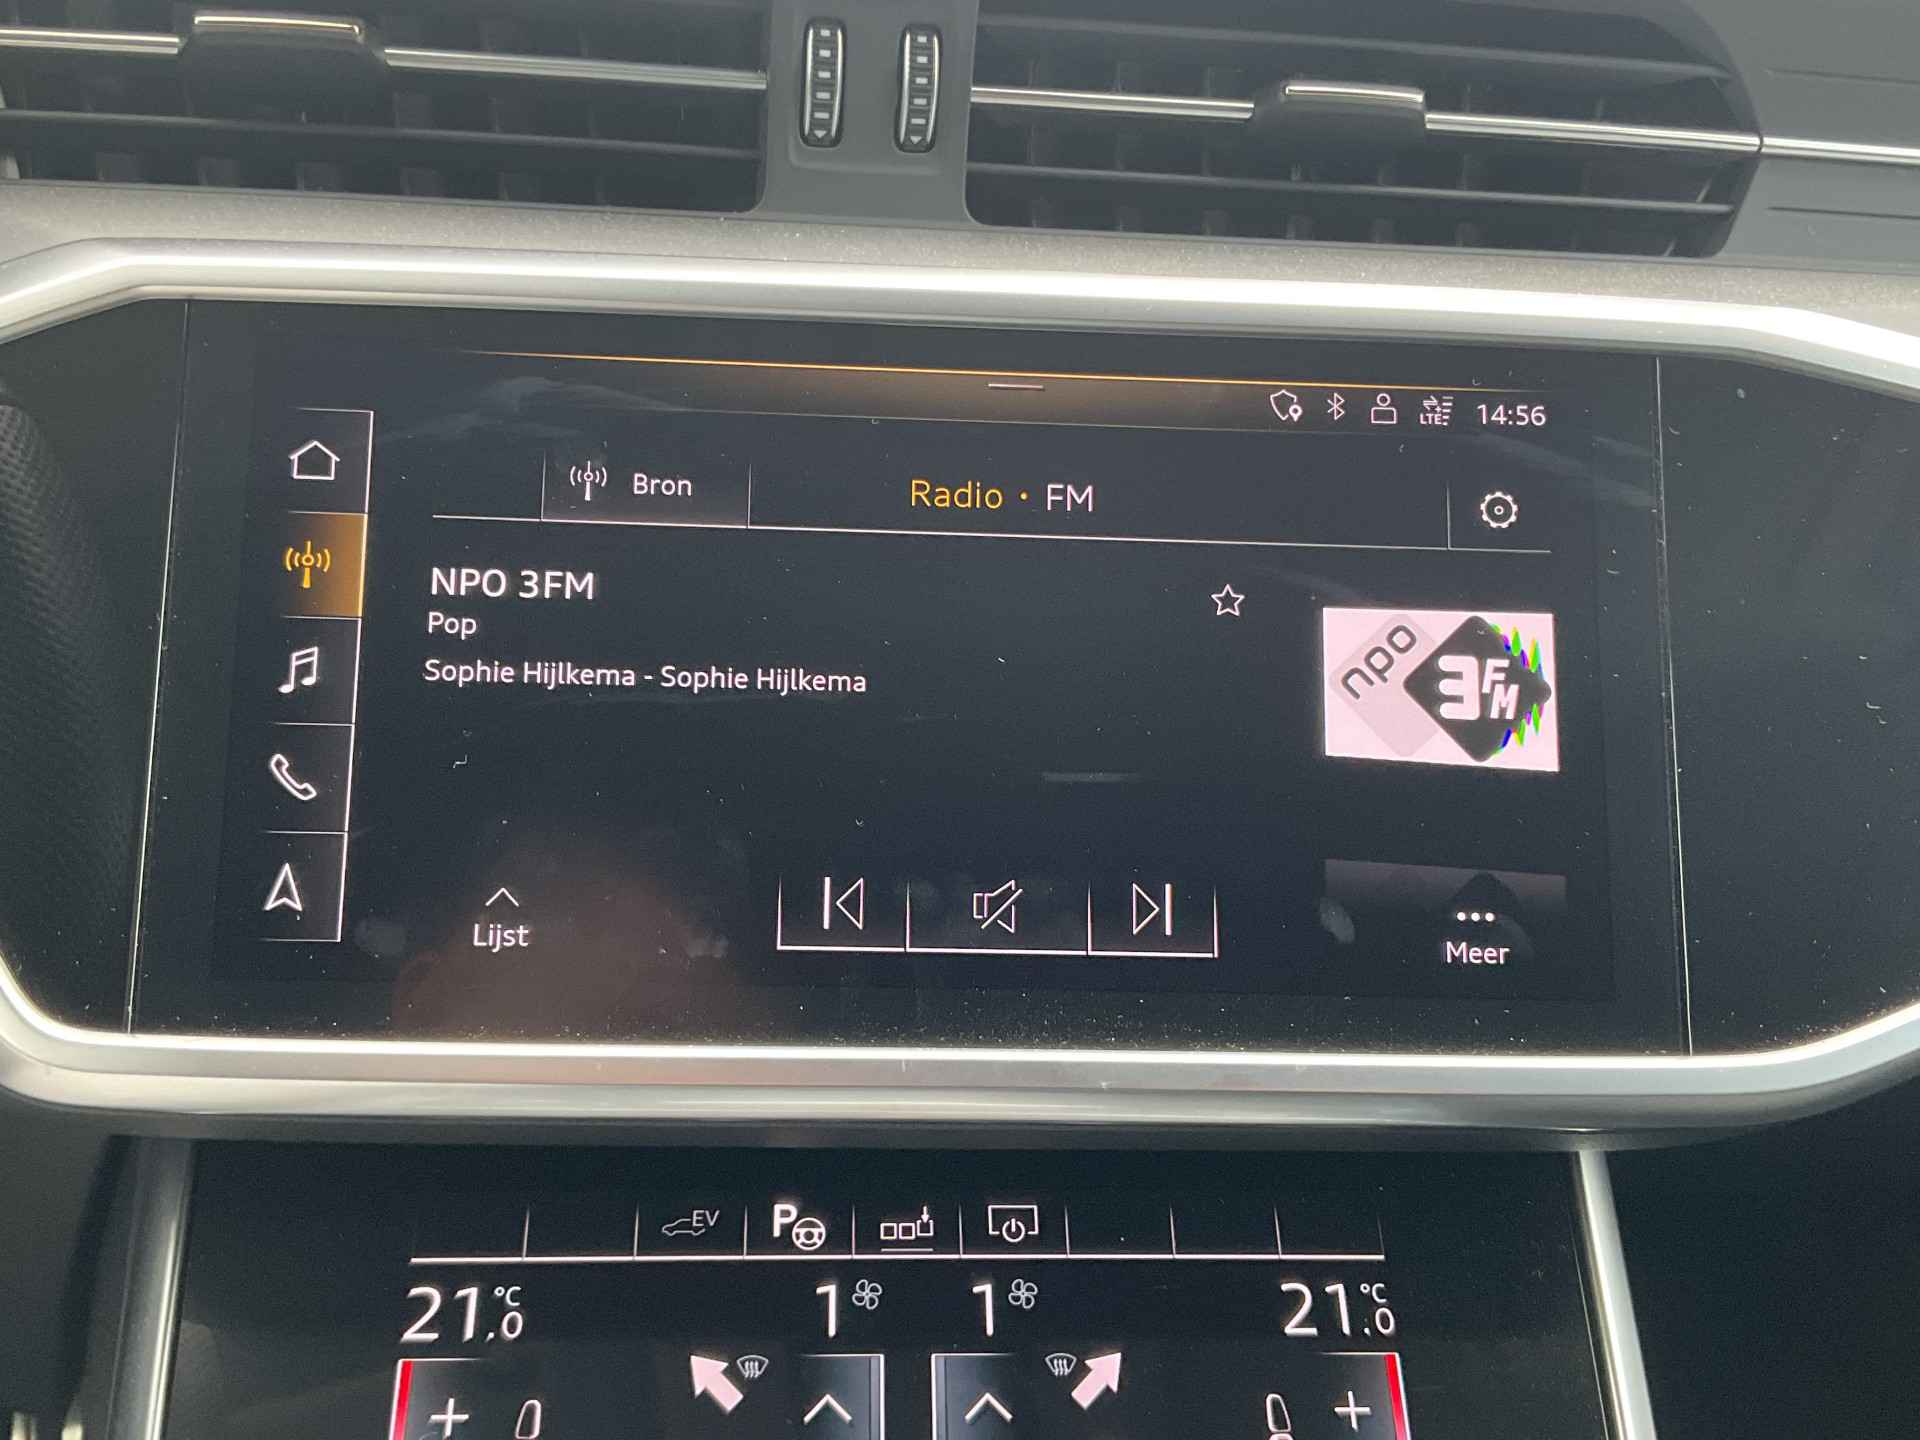 LTE 14:56
Bron Radio • FM
NPO 3FM
Pop
Sophie Hijlkema - Sophie Hijlkema
npo 3FM
Lijst
Meer
EV P
21.0 °C 1 1 21.0 °C
+ +